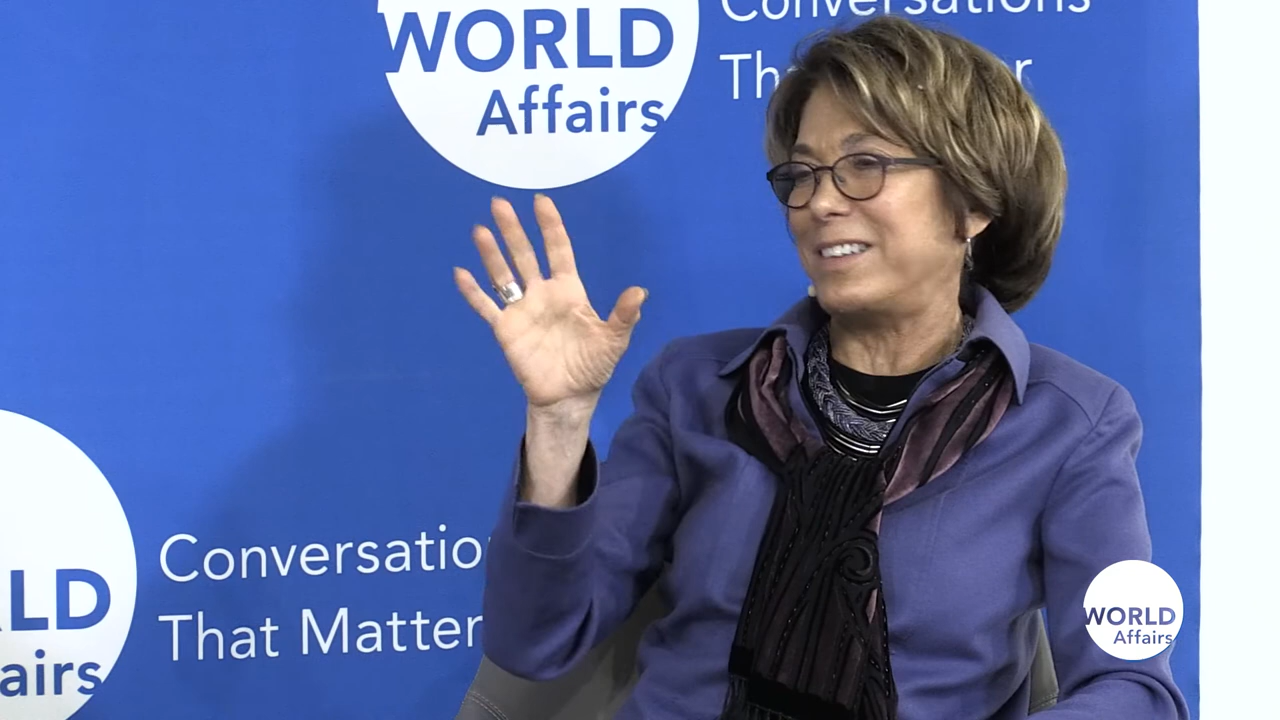 WORLD
Affairs
Conversations
Th r
LD
airs
Conversatio
That Matter
WORLD
Affairs